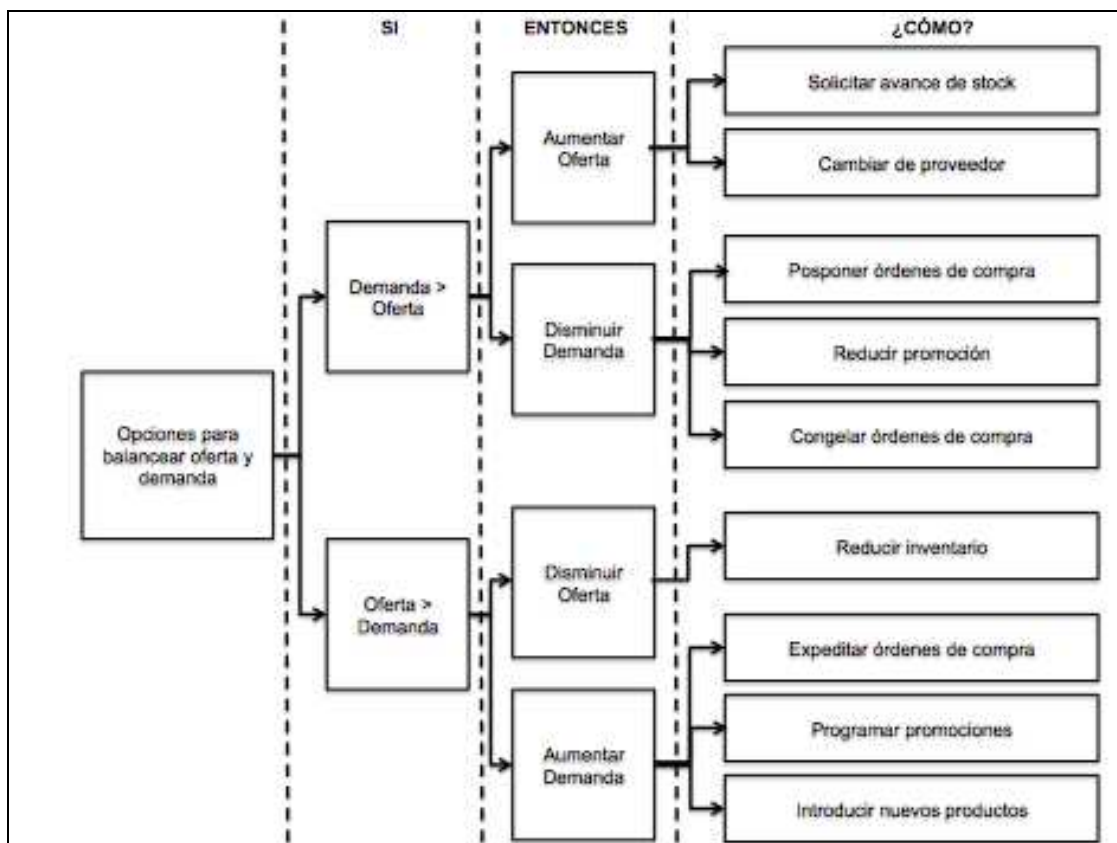 SI
ENTONCES
¿CÓMO?
Opciones para
balancear oferta y
demanda
Demanda >
Oferta
Oferta >
Demanda
Aumentar
Oferta
Disminuir
Demanda
Disminuir
Oferta
Aumentar
Demanda
Solicitar avance de stock
Cambiar de proveedor
Posponer órdenes de compra
Reducir promoción
Congelar órdenes de compra
Reducir inventario
Expeditar órdenes de compra
Programar promociones
Introducir nuevos productos